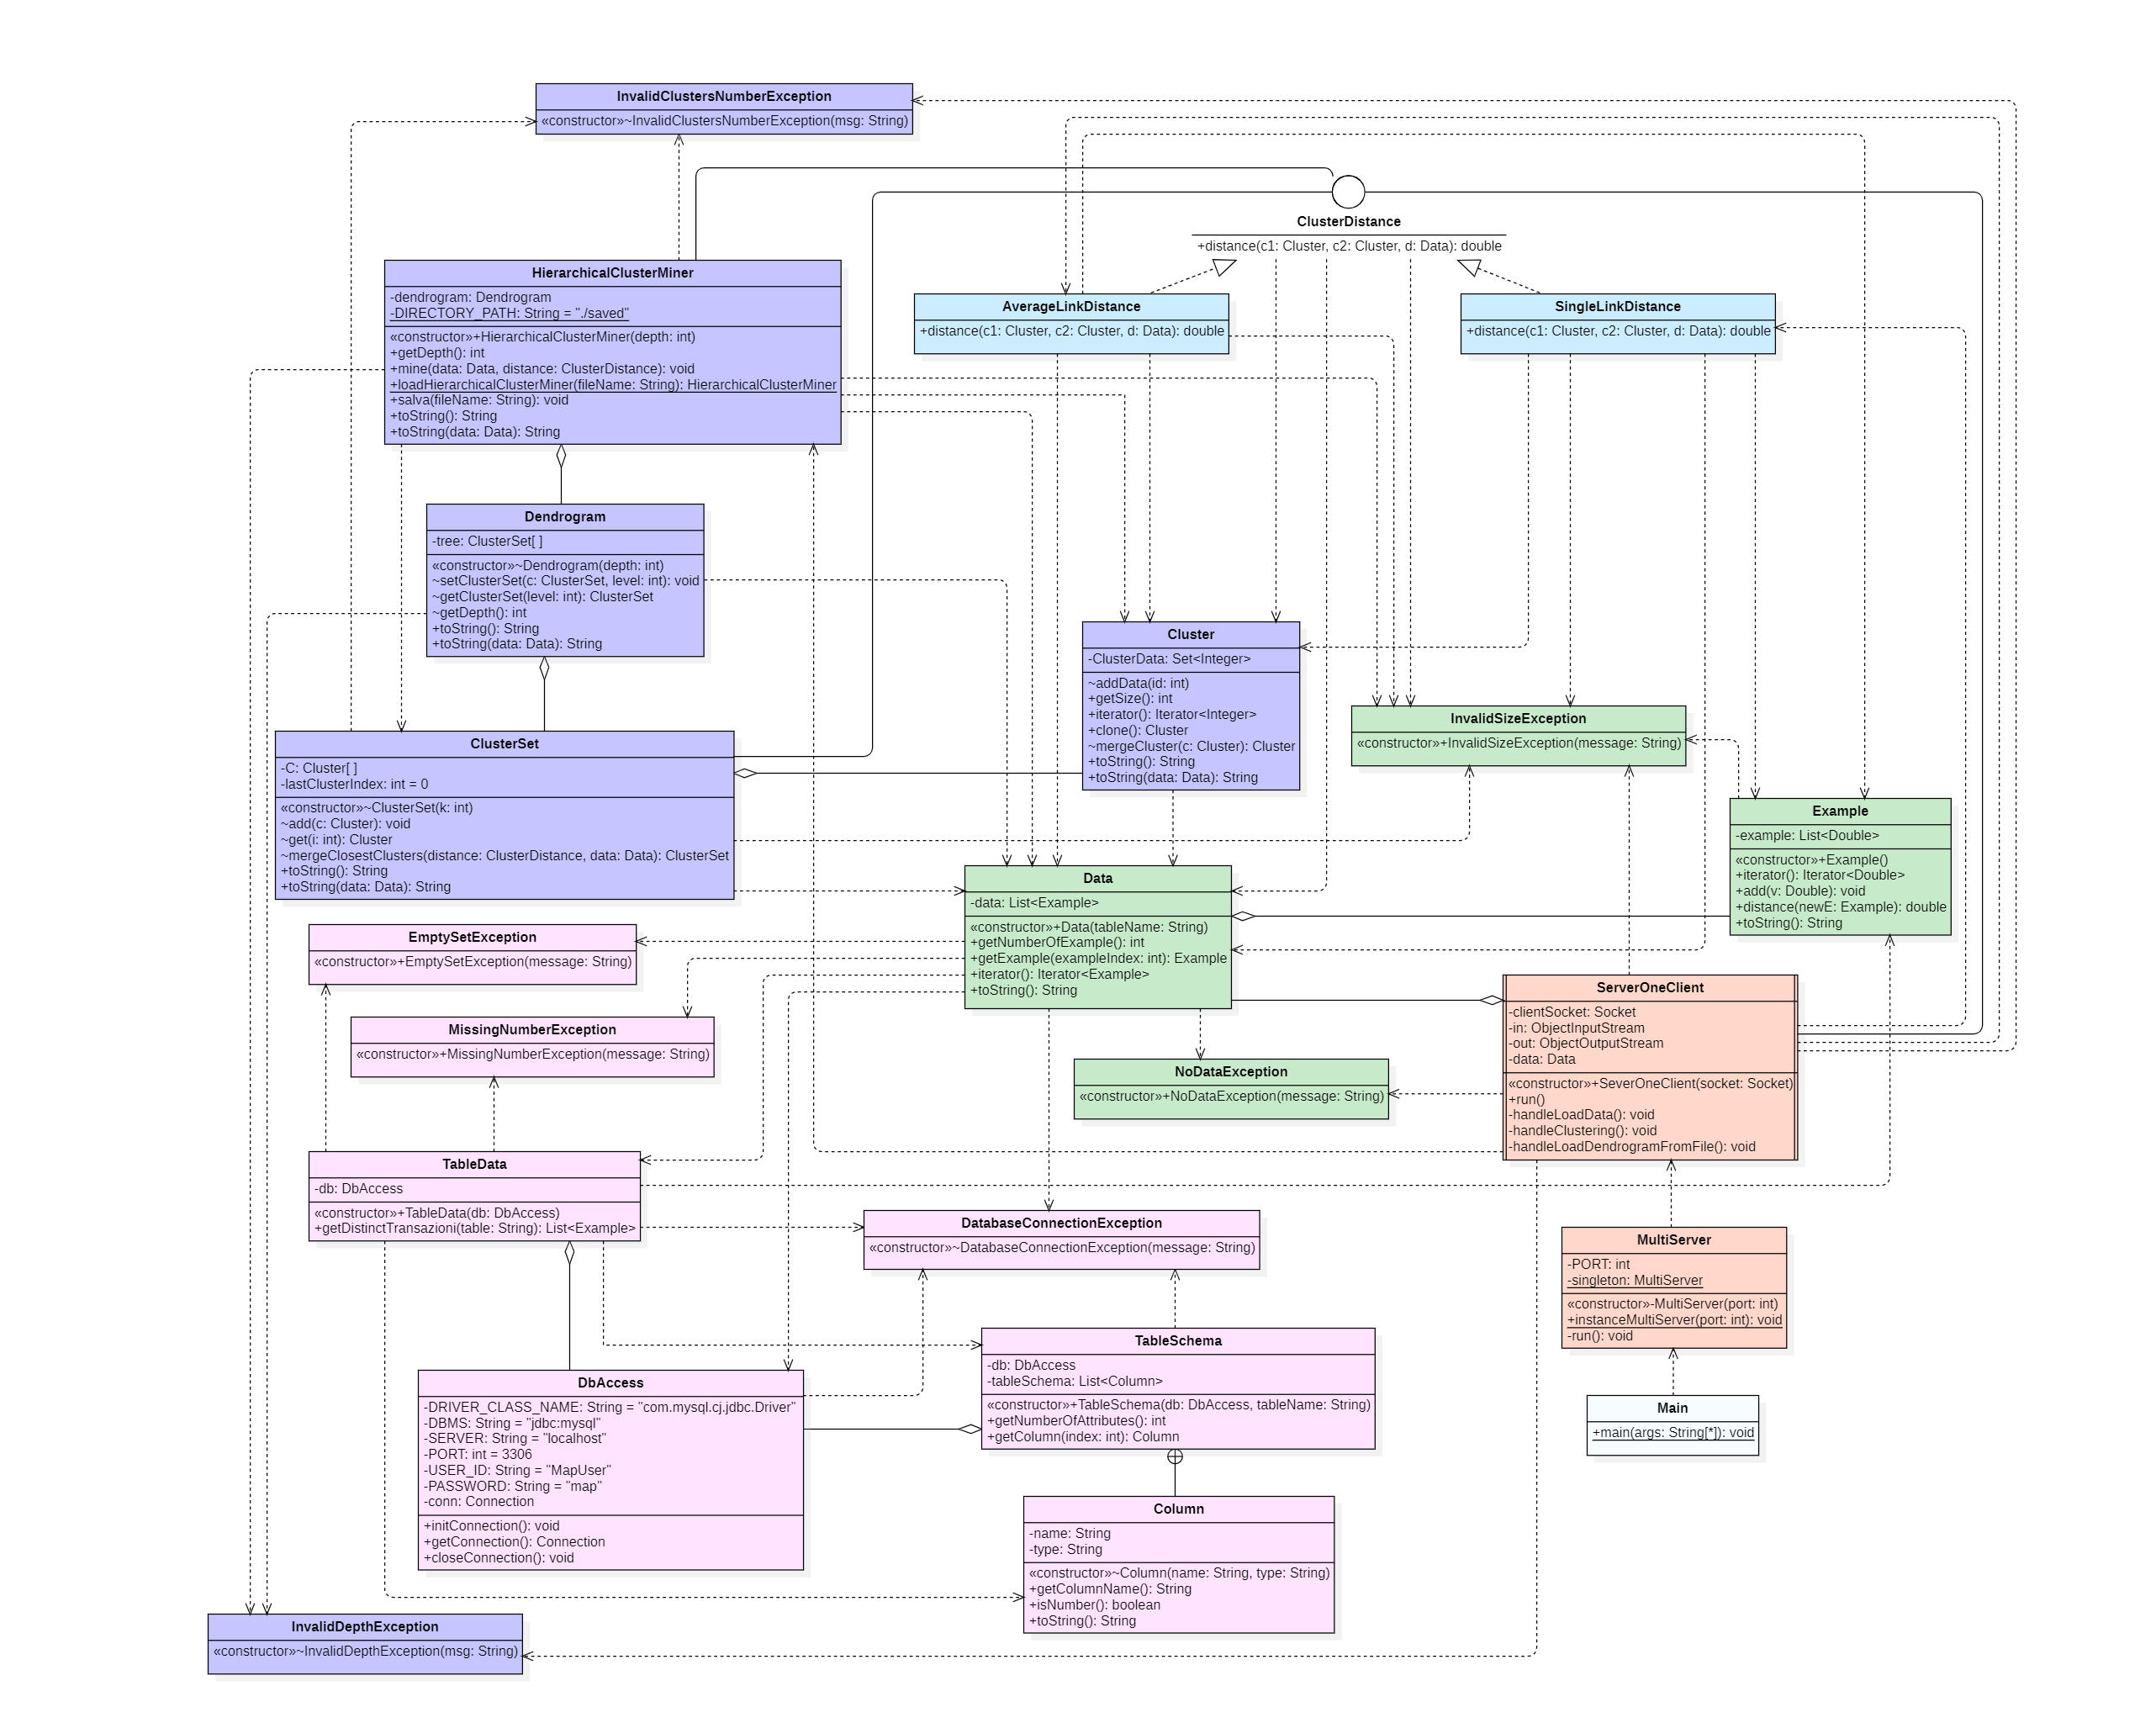 InvalidClustersNumberException
«constructor»~InvalidClustersNumberException(msg: String)
ClusterDistance
+distance(c1: Cluster, c2: Cluster, d: Data): double
HierarchicalClusterMiner
-dendrogram: Dendrogram
-DIRECTORY_PATH: String = "./saved"
«constructor»+HierarchicalClusterMiner(depth: int)
+getDepth(): int
+mine(data: Data, distance: ClusterDistance): void
+loadHierarchicalClusterMiner(fileName: String): HierarchicalClusterMiner
+salva(fileName: String): void
+toString(): String
+toString(data: Data): String
AverageLinkDistance
+distance(c1: Cluster, c2: Cluster, d: Data): double
SingleLinkDistance
+distance(c1: Cluster, c2: Cluster, d: Data): double
Dendrogram
-tree: ClusterSet[ ]
«constructor»~Dendrogram(depth: int)
~setClusterSet(c: ClusterSet, level: int): void
~getClusterSet(level: int): ClusterSet
~getDepth(): int
+toString(): String
+toString(data: Data): String
Cluster
-ClusterData: Set<Integer>
~addData(id: int)
+getSize(): int
+iterator(): Iterator<Integer>
+clone(): Cluster
~mergeCluster(c: Cluster): Cluster
+toString(): String
+toString(data: Data): String
InvalidSizeException
«constructor»+InvalidSizeException(message: String)
ClusterSet
-C: Cluster[ ]
-lastClusterIndex: int = 0
«constructor»~ClusterSet(k: int)
~add(c: Cluster): void
~get(i: int): Cluster
~mergeClosestClusters(distance: ClusterDistance, data: Data): ClusterSet
+toString(): String
+toString(data: Data): String
Example
-example: List<Double>
«constructor»+Example()
+iterator(): Iterator<Double>
+add(v: Double): void
+distance(newE: Example): double
+toString(): String
Data
-data: List<Example>
«constructor»+Data(tableName: String)
+getNumberOfExample(): int
+getExample(exampleIndex: int): Example
+iterator(): Iterator<Example>
+toString(): String
EmptySetException
«constructor»+EmptySetException(message: String)
MissingNumberException
«constructor»+MissingNumberException(message: String)
ServerOneClient
-clientSocket: Socket
-in: ObjectInputStream
-out: ObjectOutputStream
-data: Data
«constructor»+SeverOneClient(socket: Socket)
+run()
-handleLoadData(): void
-handleClustering(): void
-handleLoadDendrogramFromFile(): void
NoDataException
«constructor»+NoDataException(message: String)
TableData
-db: DbAccess
«constructor»+TableData(db: DbAccess)
+getDistinctTransazioni(table: String): List<Example>
DatabaseConnectionException
«constructor»~DatabaseConnectionException(message: String)
MultiServer
-PORT: int
-singleton: MultiServer
«constructor»-MultiServer(port: int)
+instanceMultiServer(port: int): void
-run(): void
TableSchema
-db: DbAccess
-tableSchema: List<Column>
«constructor»+TableSchema(db: DbAccess, tableName: String)
+getNumberOfAttributes(): int
+getColumn(index: int): Column
DbAccess
-DRIVER_CLASS_NAME: String = "com.mysql.cj.jdbc.Driver"
-DBMS: String = "jdbc:mysql"
-SERVER: String = "localhost"
-PORT: int = 3306
-USER_ID: String = "MapUser"
-PASSWORD: String = "map"
-conn: Connection
+initConnection(): void
+getConnection(): Connection
+closeConnection(): void
Main
+main(args: String[*]): void
Column
-name: String
-type: String
«constructor»~Column(name: String, type: String)
+getColumnName(): String
+isNumber(): boolean
+toString(): String
InvalidDepthException
«constructor»~InvalidDepthException(msg: String)